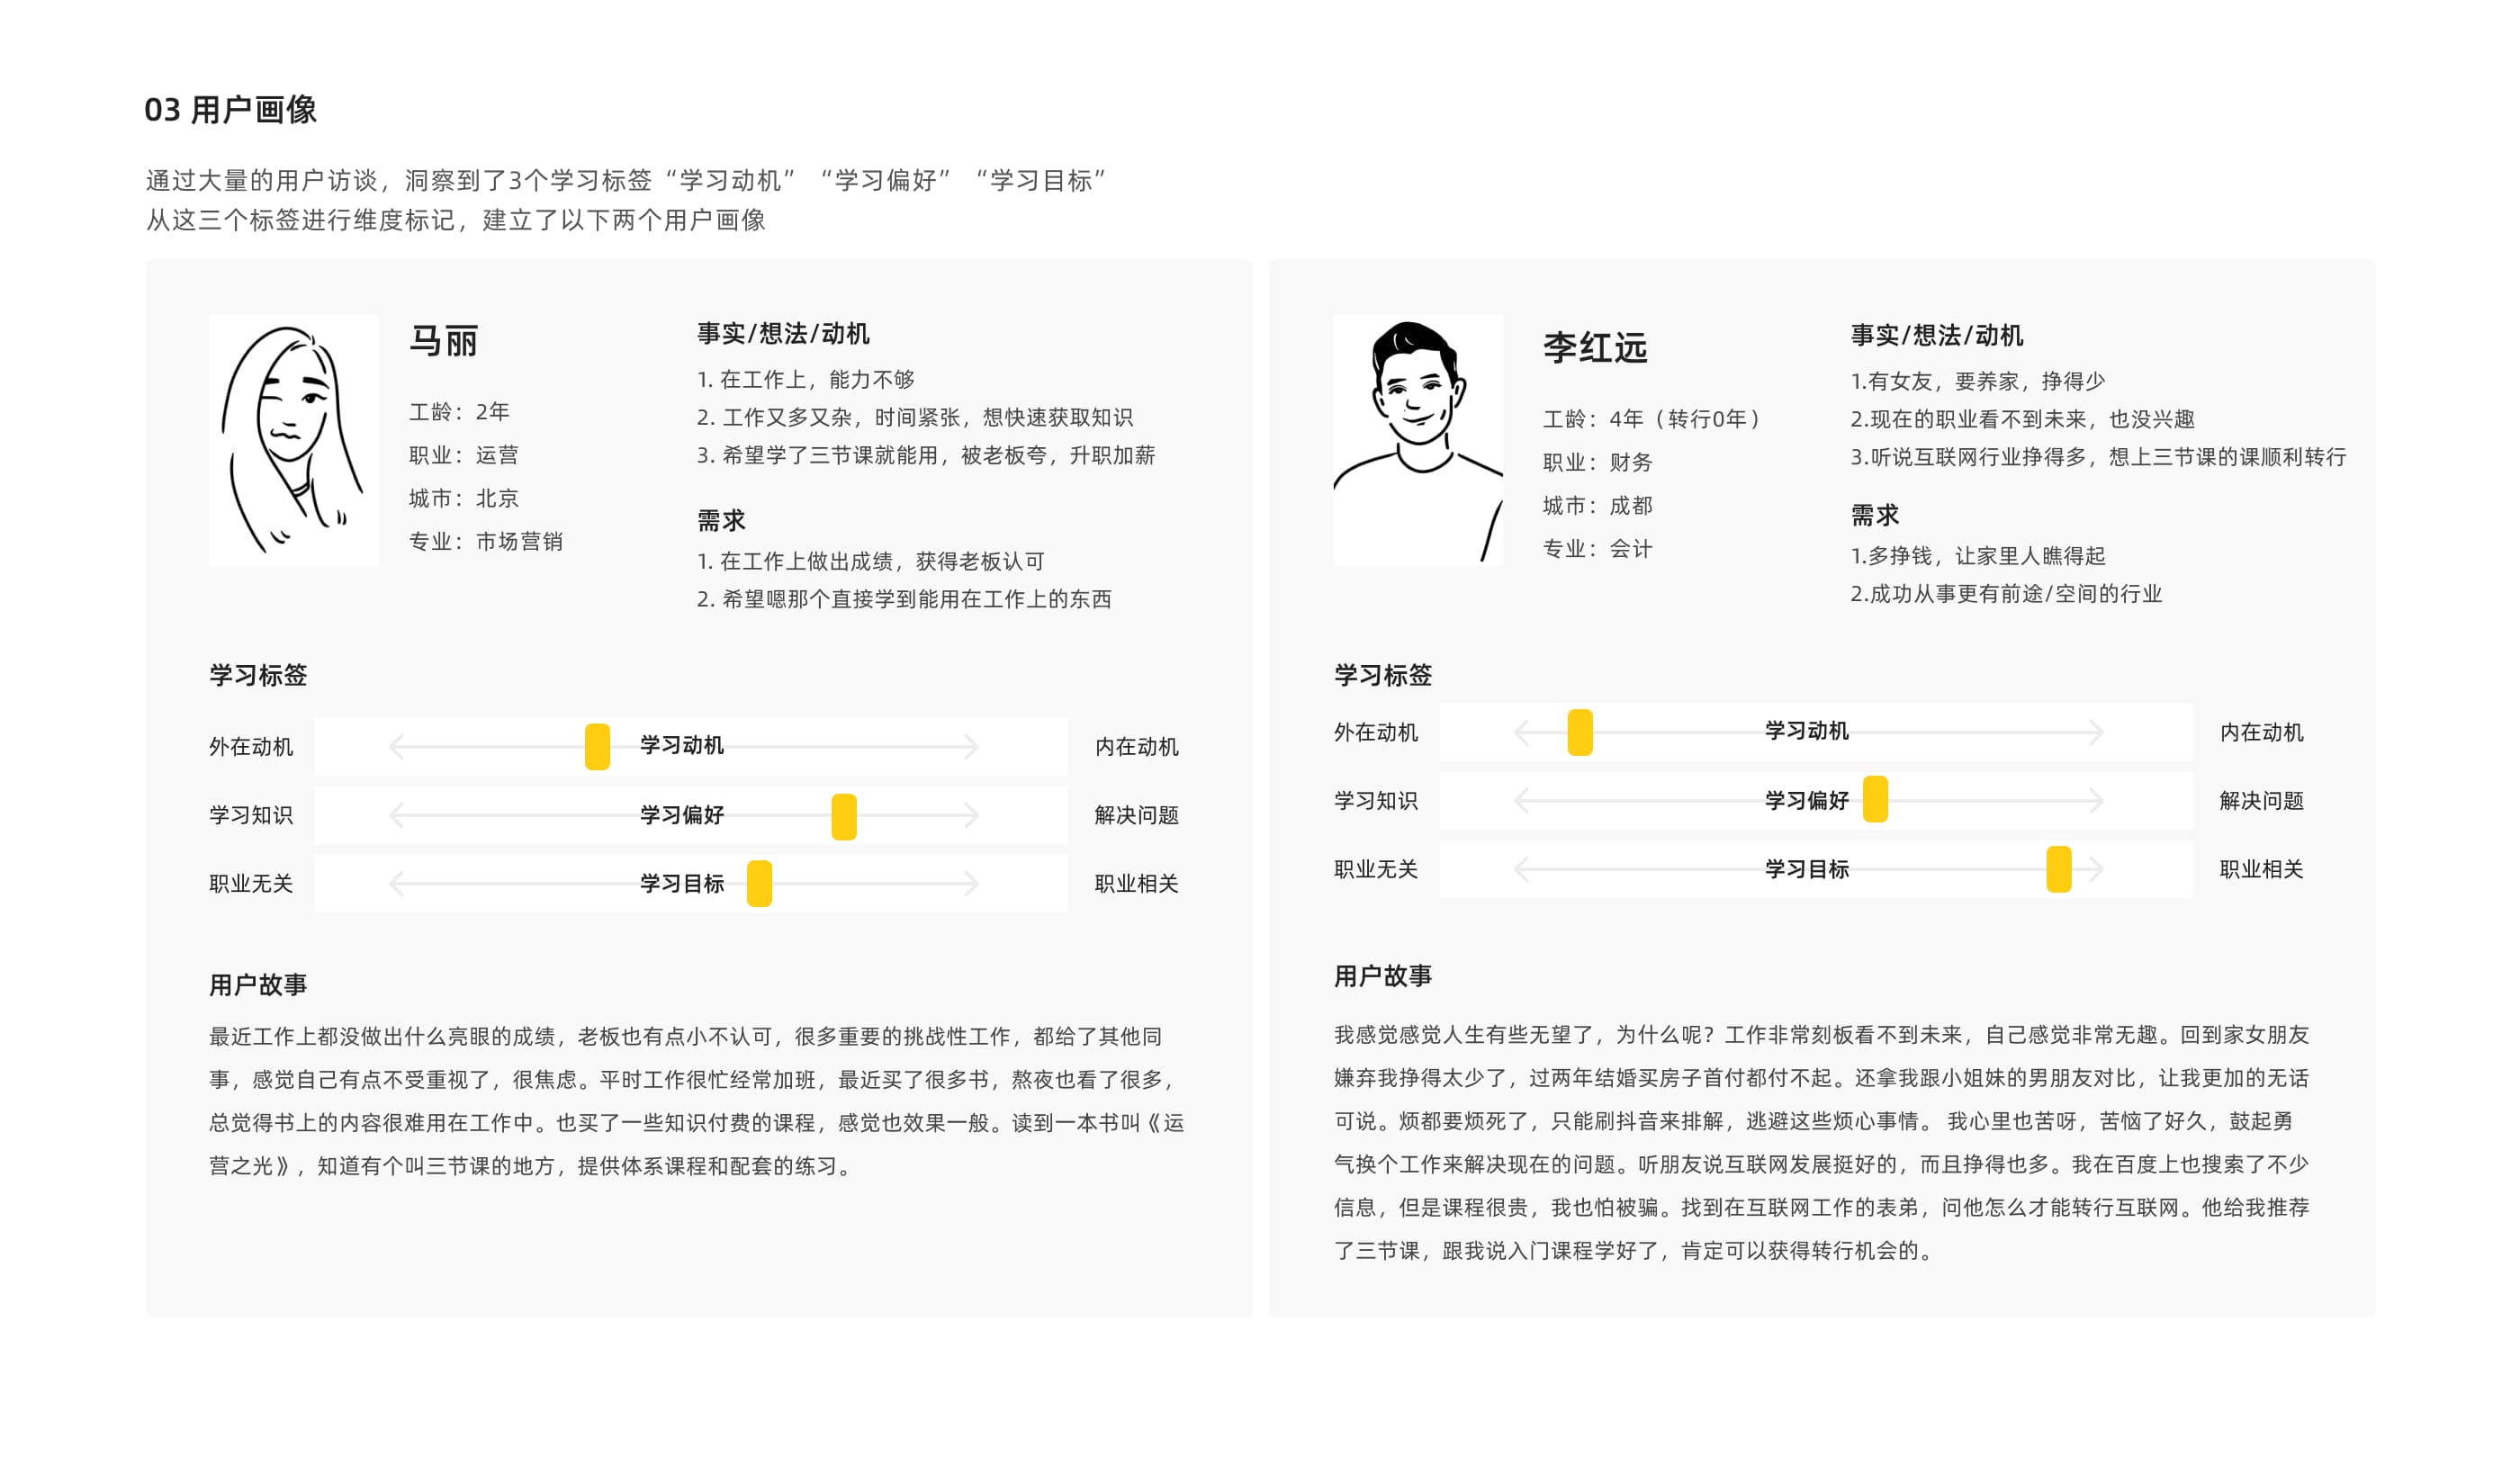 03 用户画像
通过大量的用户访谈，洞察到了3个学习标签“学习动机” “学习偏好” “学习目标”
从这三个标签进行维度标记，建立了以下两个用户画像
马丽
工龄：2年
职业：运营
城市：北京
专业：市场营销
事实/想法/动机
1. 在工作上，能力不够
2. 工作又多又杂，时间紧张，想快速获取知识
3. 希望学了三节课就能用，被老板夸，升职加薪
需求
1. 在工作上做出成绩，获得老板认可
2. 希望嗯那个直接学到能用在工作上的东西
学习标签
外在动机 学习动机 内在动机
学习知识 学习偏好 解决问题
职业无关 学习目标 职业相关
用户故事
最近工作上都没做出什么亮眼的成绩，老板也有点小不认可，很多重要的挑战性工作，都给了其他同
事，感觉自己有点不受重视了，很焦虑。平时工作很忙经常加班，最近买了很多书，熬夜也看了很多，
总觉得书上的内容很难用在工作中。也买了一些知识付费的课程，感觉也效果一般。读到一本书叫《运
营之光》，知道有个叫三节课的地方，提供体系课程和配套的练习。
李红远
工龄：4年（转行0年）
职业：财务
城市：成都
专业：会计
事实/想法/动机
1.有女友，要养家，挣得少
2.现在的职业看不到未来，也没兴趣
3.听说互联网行业挣得多，想上三节课的课顺利转行
需求
1.多挣钱，让家里人瞧得起
2.成功从事更有前途/空间的行业
学习标签
外在动机 学习动机 内在动机
学习知识 学习偏好 解决问题
职业无关 学习目标 职业相关
用户故事
我感觉感觉人生有些无望了，为什么呢？工作非常刻板看不到未来，自己感觉非常无趣。回到家女朋友
嫌弃我挣得太少了，过两年结婚买房子首付都付不起。还拿我跟小姐妹的男朋友对比，让我更加的无话
可说。烦都要烦死了，只能刷抖音来排解，逃避这些烦心事情。 我心里也苦呀，苦恼了好久，鼓起勇
气换个工作来解决现在的问题。听朋友说互联网发展挺好的，而且挣得也多。我在百度上也搜索了不少
信息，但是课程很贵，我也怕被骗。找到在互联网工作的表弟，问他怎么才能转行互联网。他给我推荐
了三节课，跟我说入门课程学好了，肯定可以获得转行机会的。